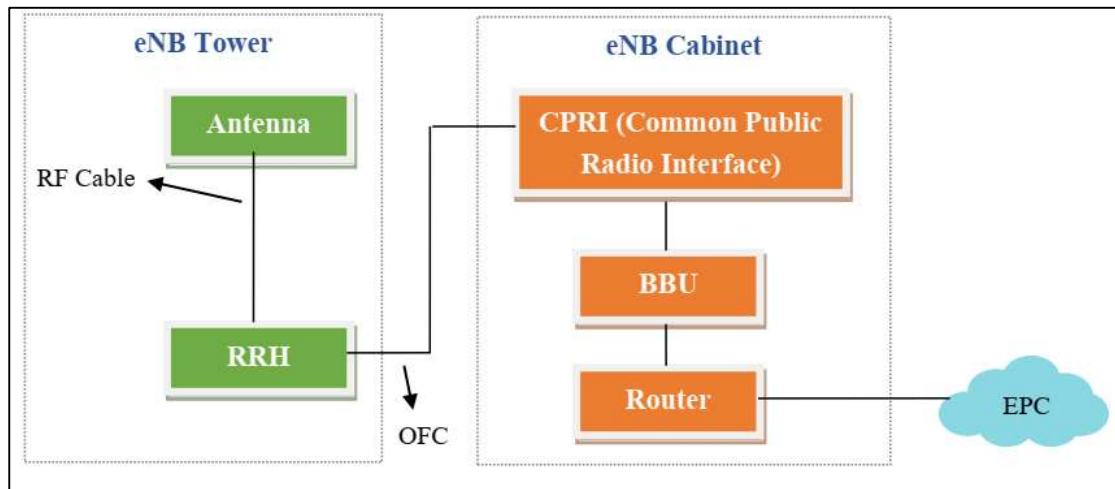 eNB Tower
Antenna
RF Cable
RRH
OFC
eNB Cabinet
CPRI (Common Public
Radio Interface)
BBU
Router
EPC